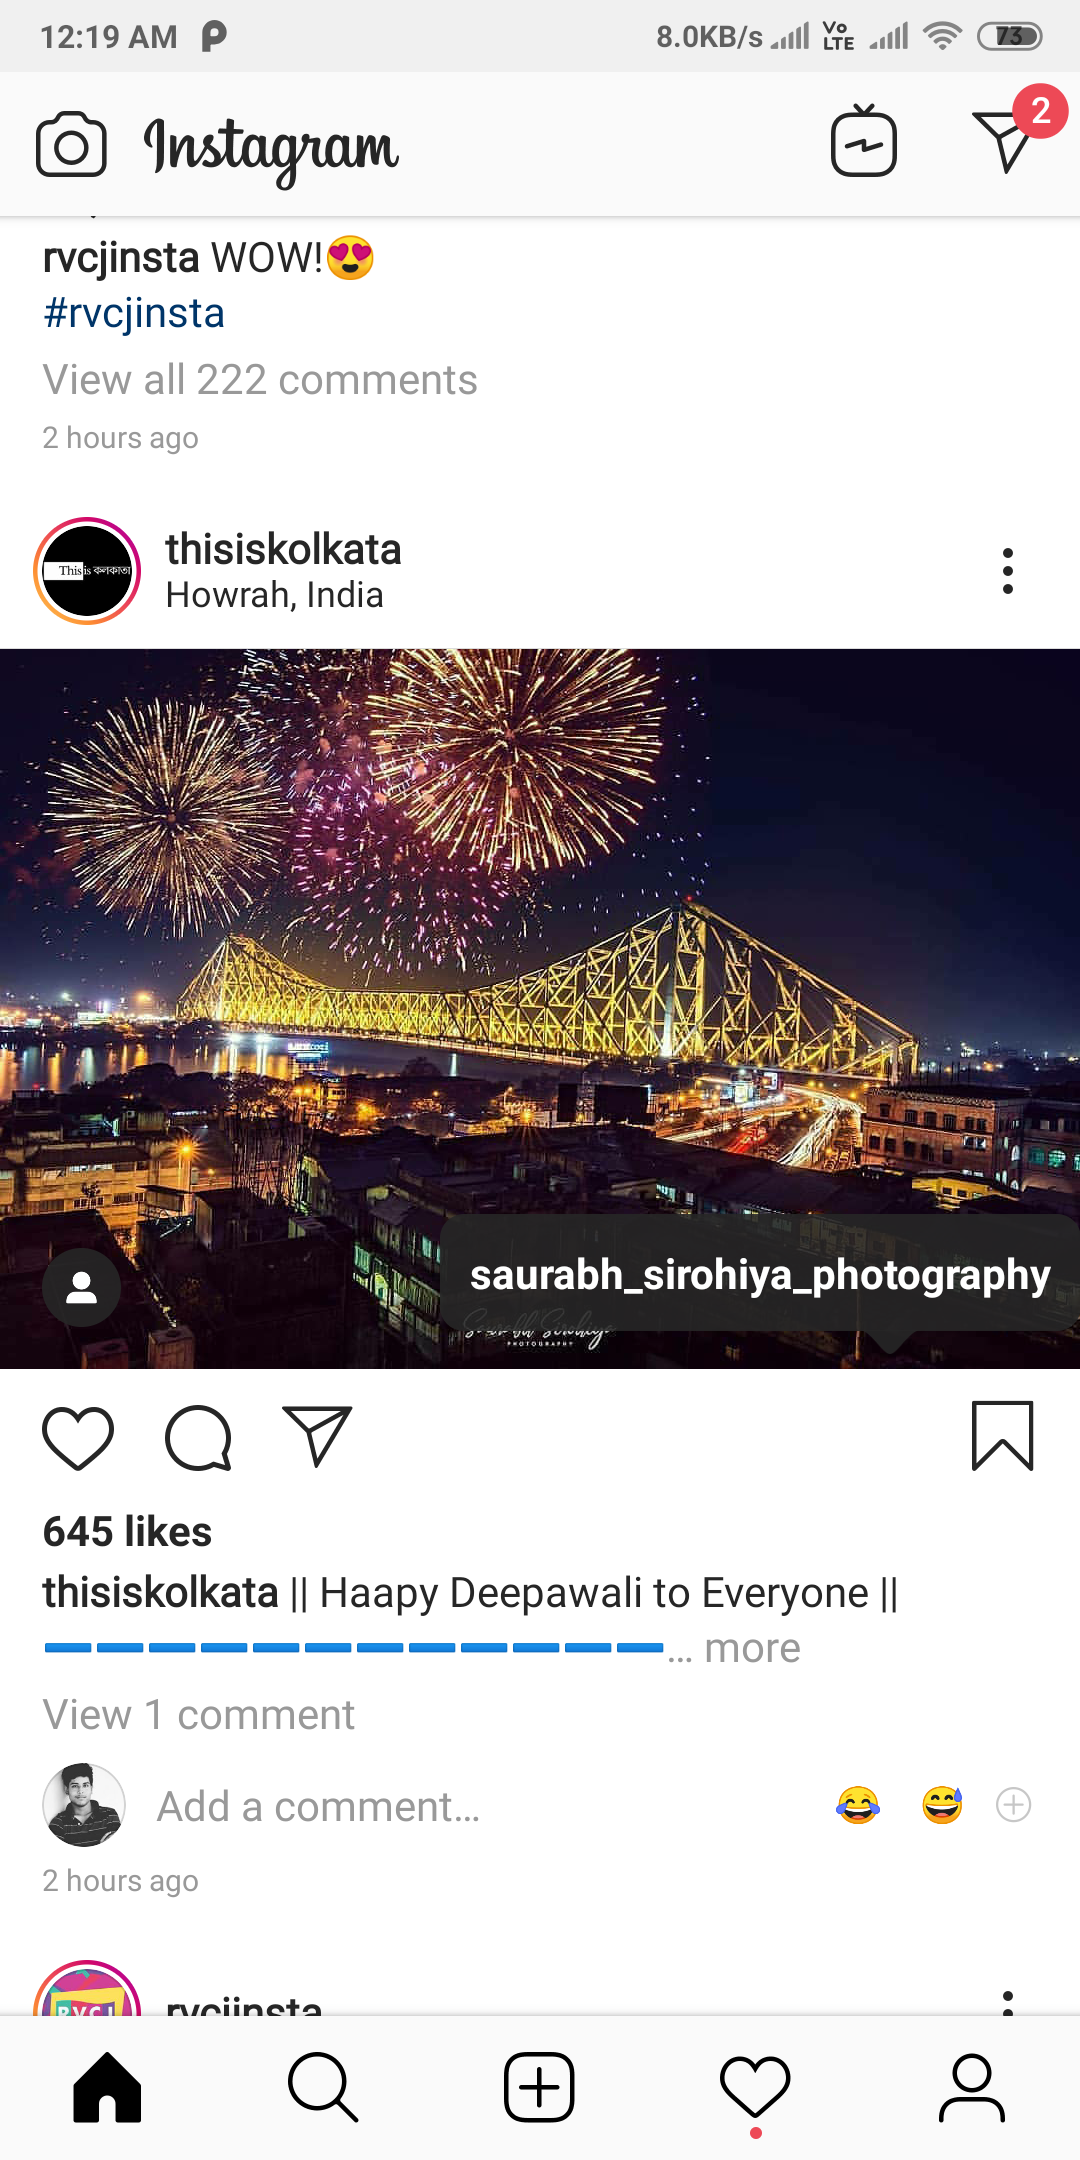 12:19 AM
8.0KB/s
Vo
LTE
73
Instagram
2
rvcjinsta WOW!😍
#rvcjinsta
View all 222 comments
2 hours ago
This is কলকাতা
thisiskolkata
Howrah, India
saurabh_sirohiya_photography
Saurabh Sirohiya
PHOTOGRAPHY
645 likes
thisiskolkata || Haapy Deepawali to Everyone ||
... more
View 1 comment
Add a comment...
😂 😅
2 hours ago
RVCJ
rvcjinsta